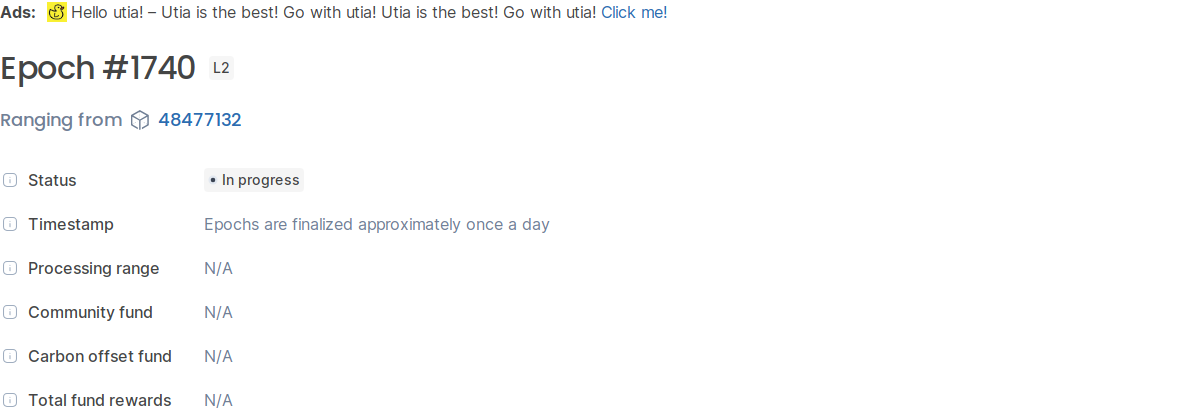 Ads: Hello utia! – Utia is the best! Go with utia! Utia is the best! Go with utia! Click me!
Epoch #1740 L2
Ranging from 48477132
Status In progress
Timestamp Epochs are finalized approximately once a day
Processing range N/A
Community fund N/A
Carbon offset fund N/A
Total fund rewards N/A